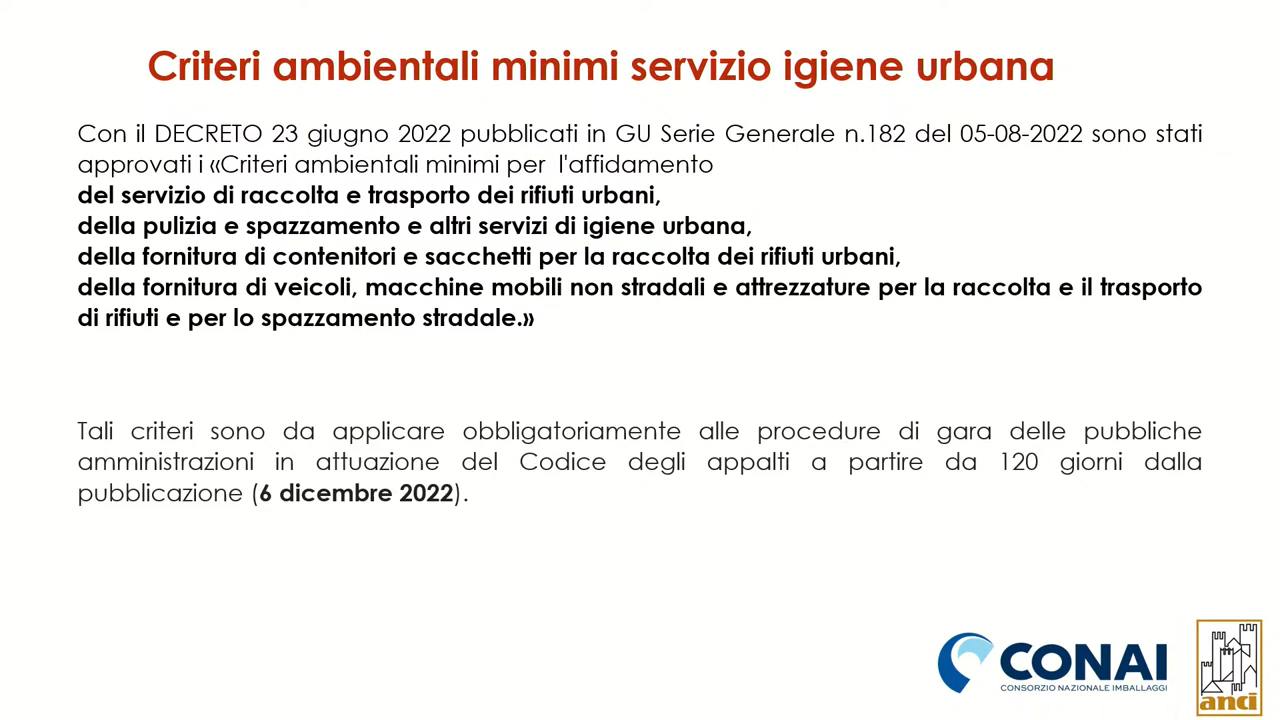 Criteri ambientali minimi servizio igiene urbana
Con il DECRETO 23 giugno 2022 pubblicati in GU Serie Generale n.182 del 05-08-2022 sono stati
approvati i «Criteri ambientali minimi per l'affidamento
del servizio di raccolta e trasporto dei rifiuti urbani,
della pulizia e spazzamento e altri servizi di igiene urbana,
della fornitura di contenitori e sacchetti per la raccolta dei rifiuti urbani,
della fornitura di veicoli, macchine mobili non stradali e attrezzature per la raccolta e il trasporto
di rifiuti e per lo spazzamento stradale.»
Tali criteri sono da applicare obbligatoriamente alle procedure di gara delle pubbliche
amministrazioni in attuazione del Codice degli appalti a partire da 120 giorni dalla
pubblicazione (6 dicembre 2022).
CONAI
CONSORZIO NAZIONALE IMBALLAGGI
anci